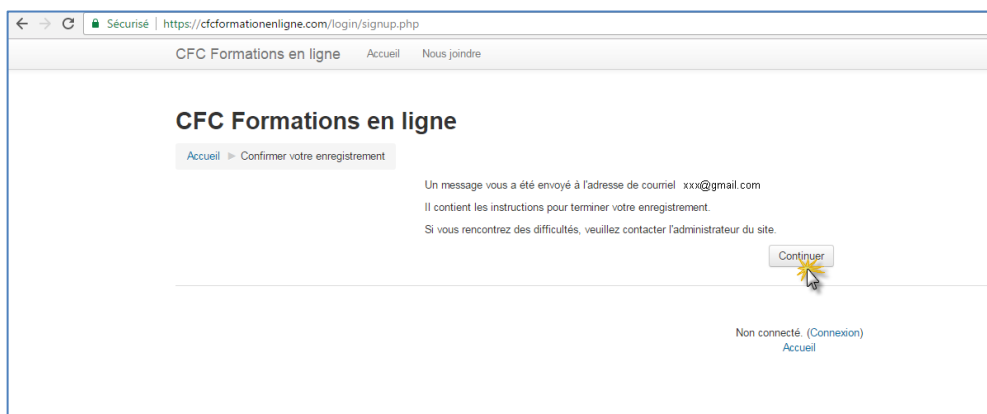 Sécurisé | https://cfcformationenligne.com/login/signup.php
CFC Formations en ligne Accueil Nous joindre
CFC Formations en ligne
Accueil ► Confirmer votre enregistrement
Un message vous a été envoyé à l'adresse de courriel xxx@gmail.com
Il contient les instructions pour terminer votre enregistrement.
Si vous rencontrez des difficultés, veuillez contacter l'administrateur du site.
Continuer
Non connecté. (Connexion)
Accueil